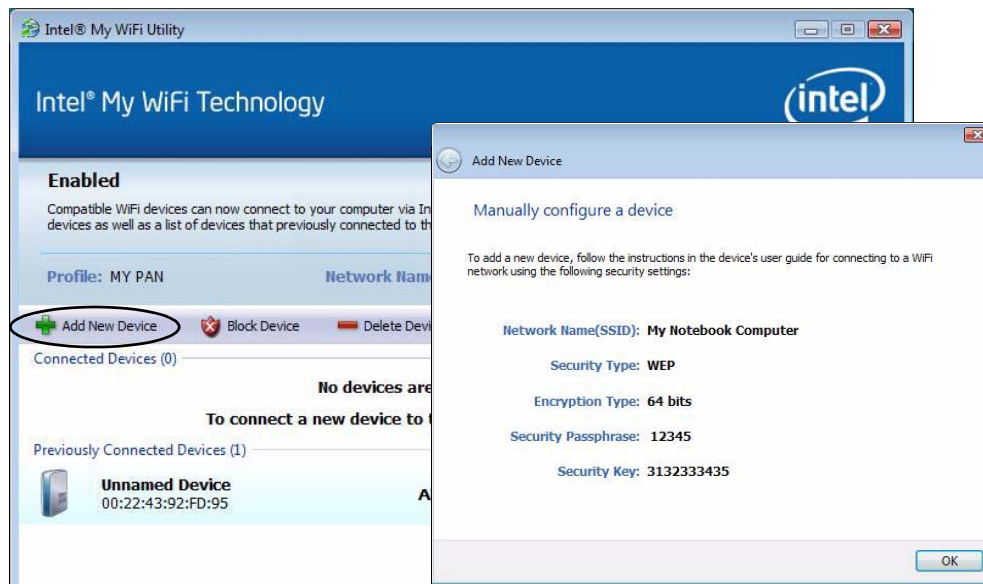 Intel® My WiFi Utility
Intel® My WiFi Technology
intel
Enabled
Compatible WiFi devices can now connect to your computer via In
devices as well as a list of devices that previously connected to th
Profile: MY PAN
Network Nam
Add New Device
Block Device
Delete Devi
Connected Devices (0)
No devices are
To connect a new device to t
Previously Connected Devices (1)
Unnamed Device
00:22:43:92:FD:95
A
Add New Device
Manually configure a device
To add a new device, follow the instructions in the device's user guide for connecting to a WiFi
network using the following security settings:
Network Name(SSID): My Notebook Computer
Security Type: WEP
Encryption Type: 64 bits
Security Passphrase: 12345
Security Key: 3132333435
OK